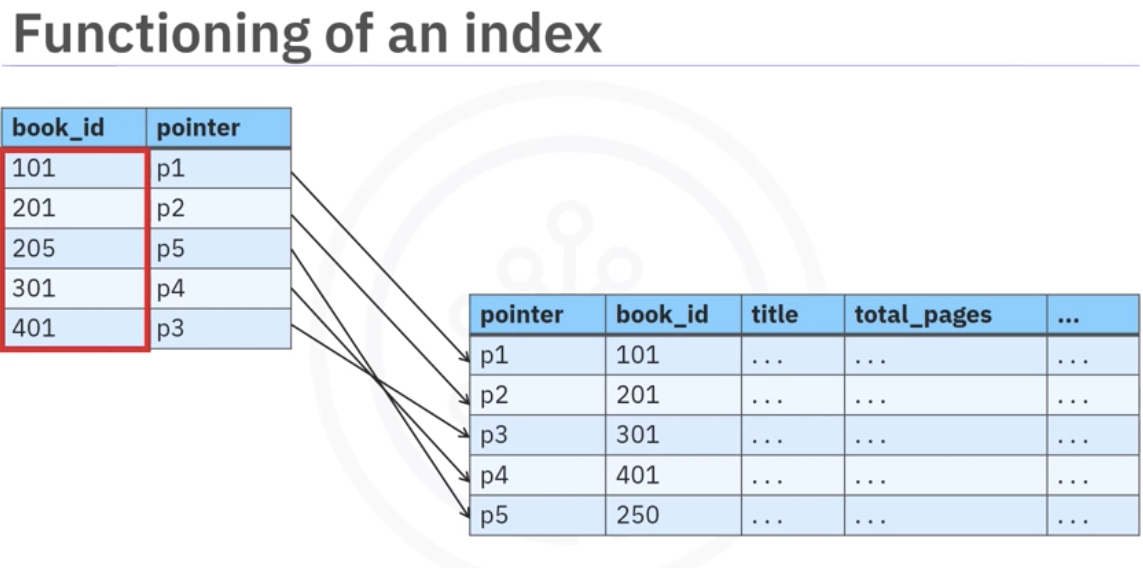 Functioning of an index
book_id pointer
101 p1
201 p2
205 p5
301 p4
401 p3
pointer book_id title total_pages ...
p1 101 ... ... ...
p2 201 ... ... ...
p3 301 ... ... ...
p4 401 ... ... ...
p5 250 ... ... ...